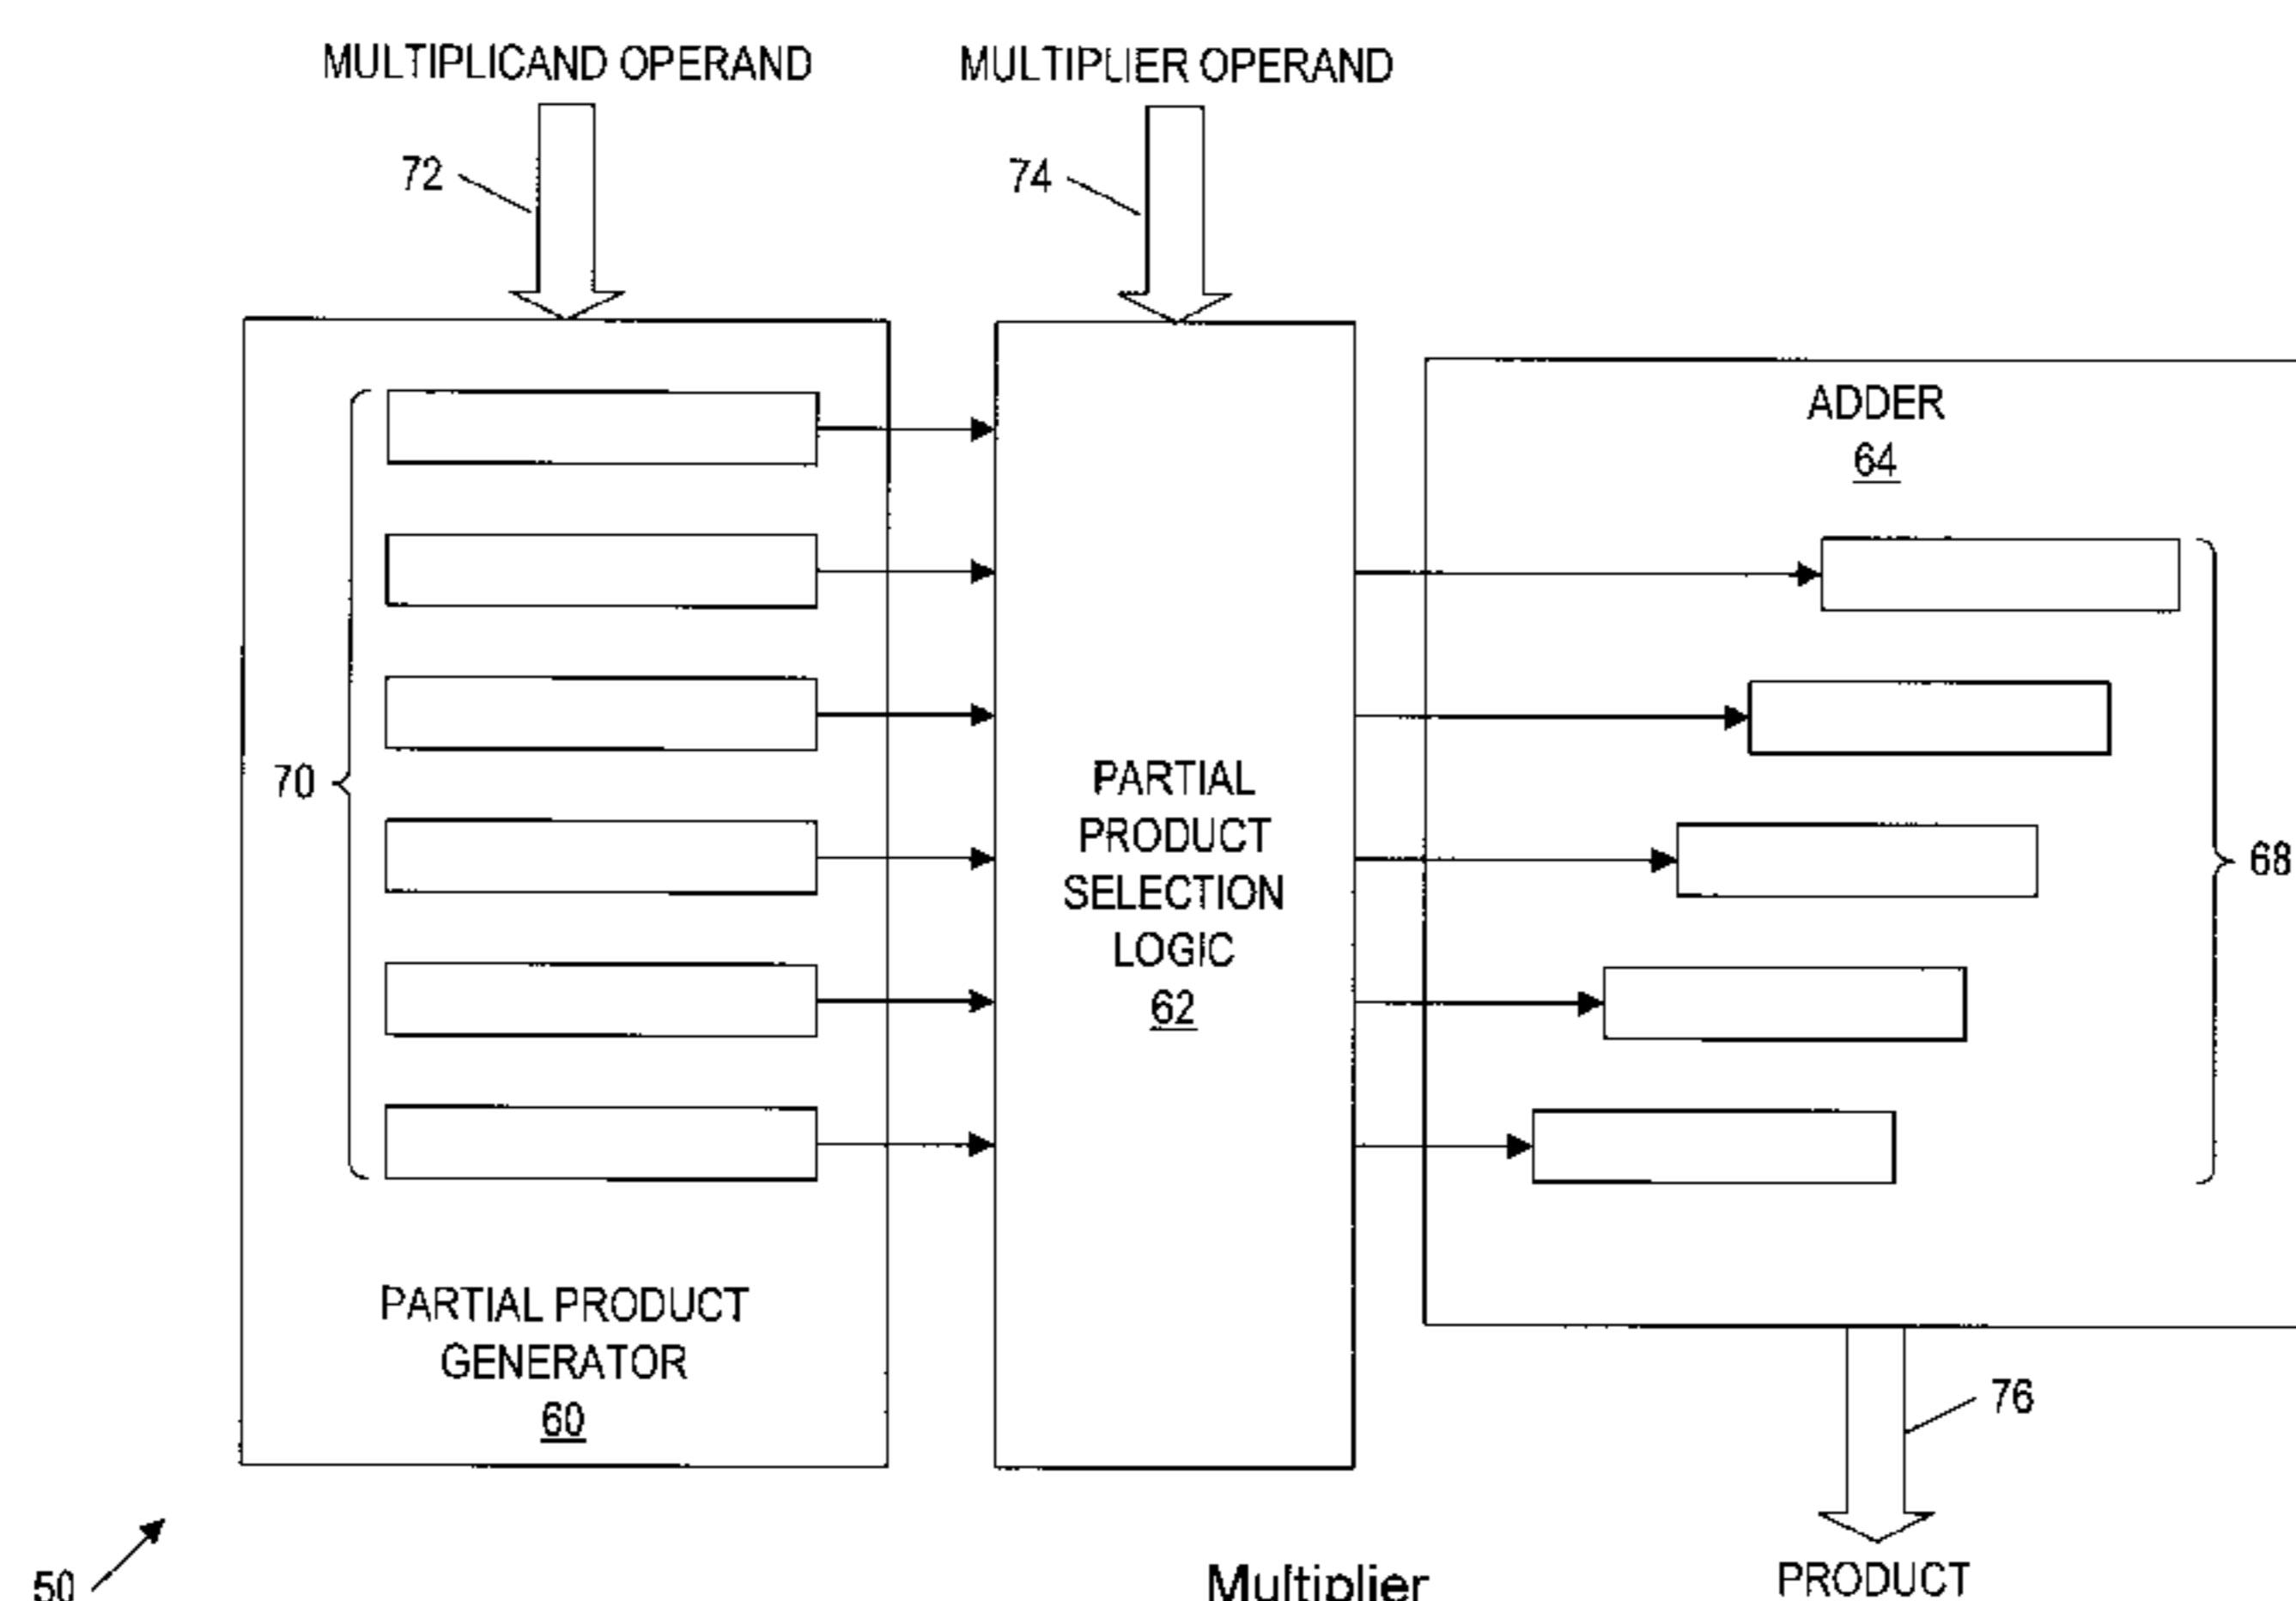 MULTIPLICAND OPERAND
MULTIPLIER OPERAND
72
74
ADDER
64
70
PARTIAL
PRODUCT
SELECTION
LOGIC
62
68
PARTIAL PRODUCT
GENERATOR
60
76
50
Multiplier
PRODUCT